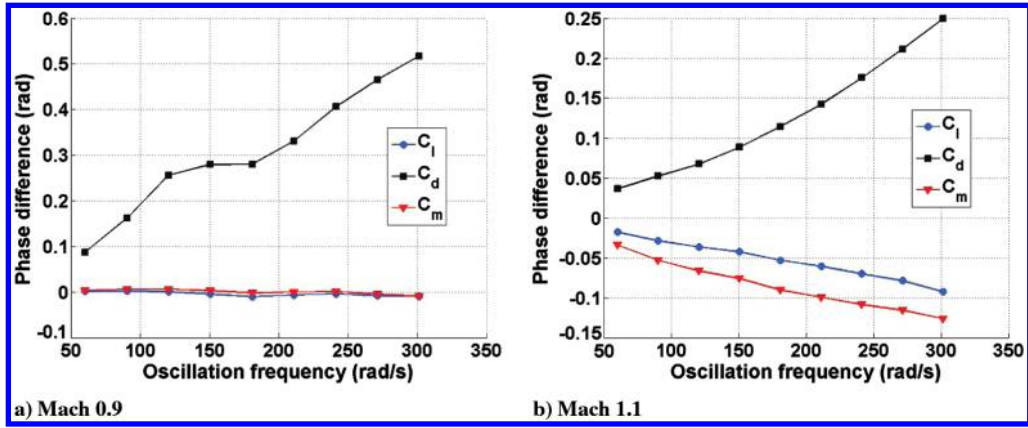 0.6
0.5
0.4
0.3
0.2
0.1
0
-0.1
Phase difference (rad)
C_l
C_d
C_m
50 100 150 200 250 300 350
Oscillation frequency (rad/s)
a) Mach 0.9
0.25
0.2
0.15
0.1
0.05
0
-0.05
-0.1
-0.15
Phase difference (rad)
C_l
C_d
C_m
50 100 150 200 250 300 350
Oscillation frequency (rad/s)
b) Mach 1.1